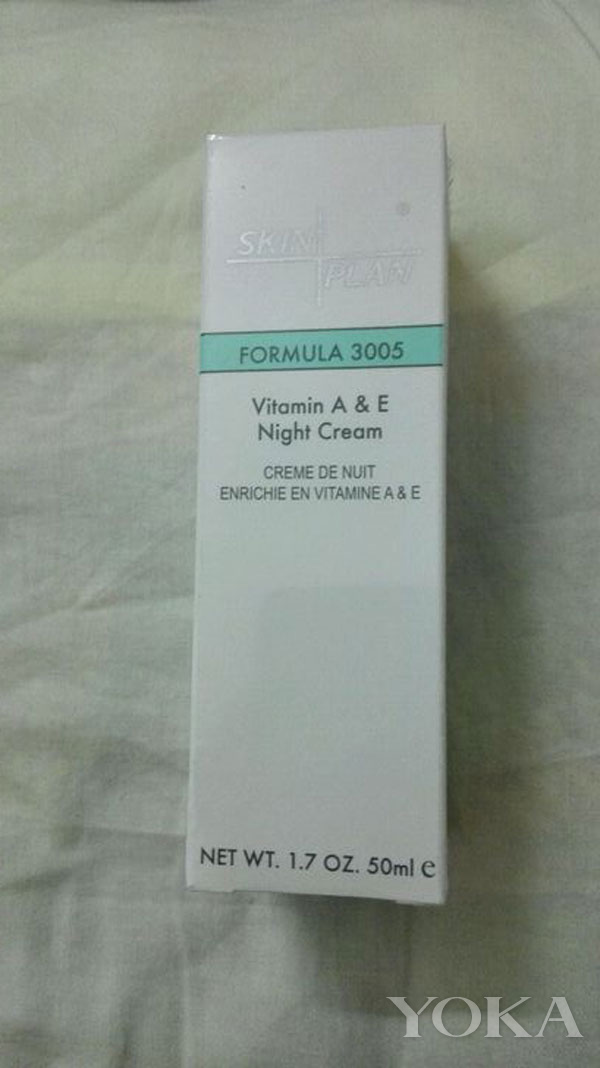 SKIN
PLAN
®
FORMULA 3005
Vitamin A & E
Night Cream
CREME DE NUIT
ENRICHIE EN VITAMINE A & E
NET WT. 1.7 OZ. 50ml ℮
YOKA